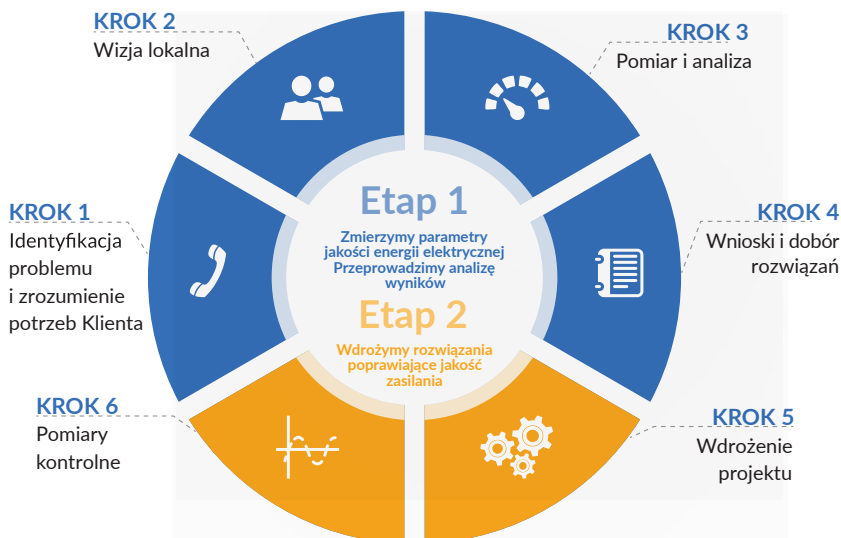 KROK 1
Identyfikacja
problemu
i zrozumienie
potrzeb Klienta
KROK 2
Wizja lokalna
KROK 3
Pomiar i analiza
KROK 4
Wnioski i dobór
rozwiązań
KROK 5
Wdrożenie
projektu
KROK 6
Pomiary
kontrolne
Etap 1
Zmierzymy parametry
jakości energii elektrycznej
Przeprowadzimy analizę
wyników
Etap 2
Wdrożymy rozwiązania
poprawiające jakość
zasilania